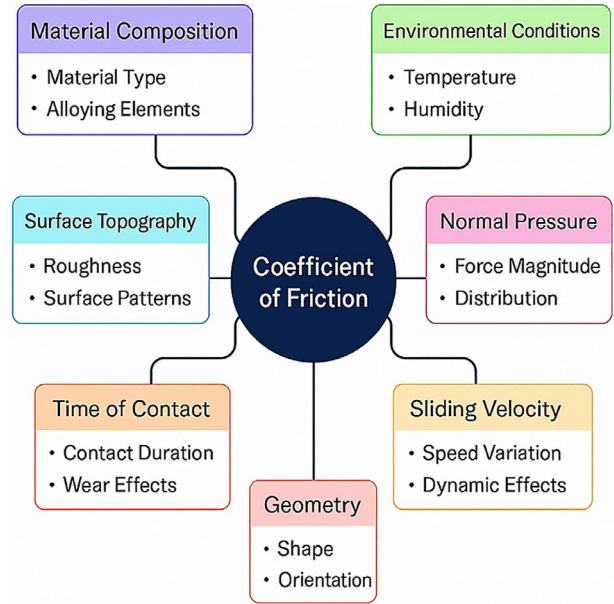 Material Composition
• Material Type
• Alloying Elements
Environmental Conditions
• Temperature
• Humidity
Surface Topography
• Roughness
• Surface Patterns
Coefficient
of Friction
Normal Pressure
• Force Magnitude
• Distribution
Time of Contact
• Contact Duration
• Wear Effects
Sliding Velocity
• Speed Variation
• Dynamic Effects
Geometry
• Shape
• Orientation